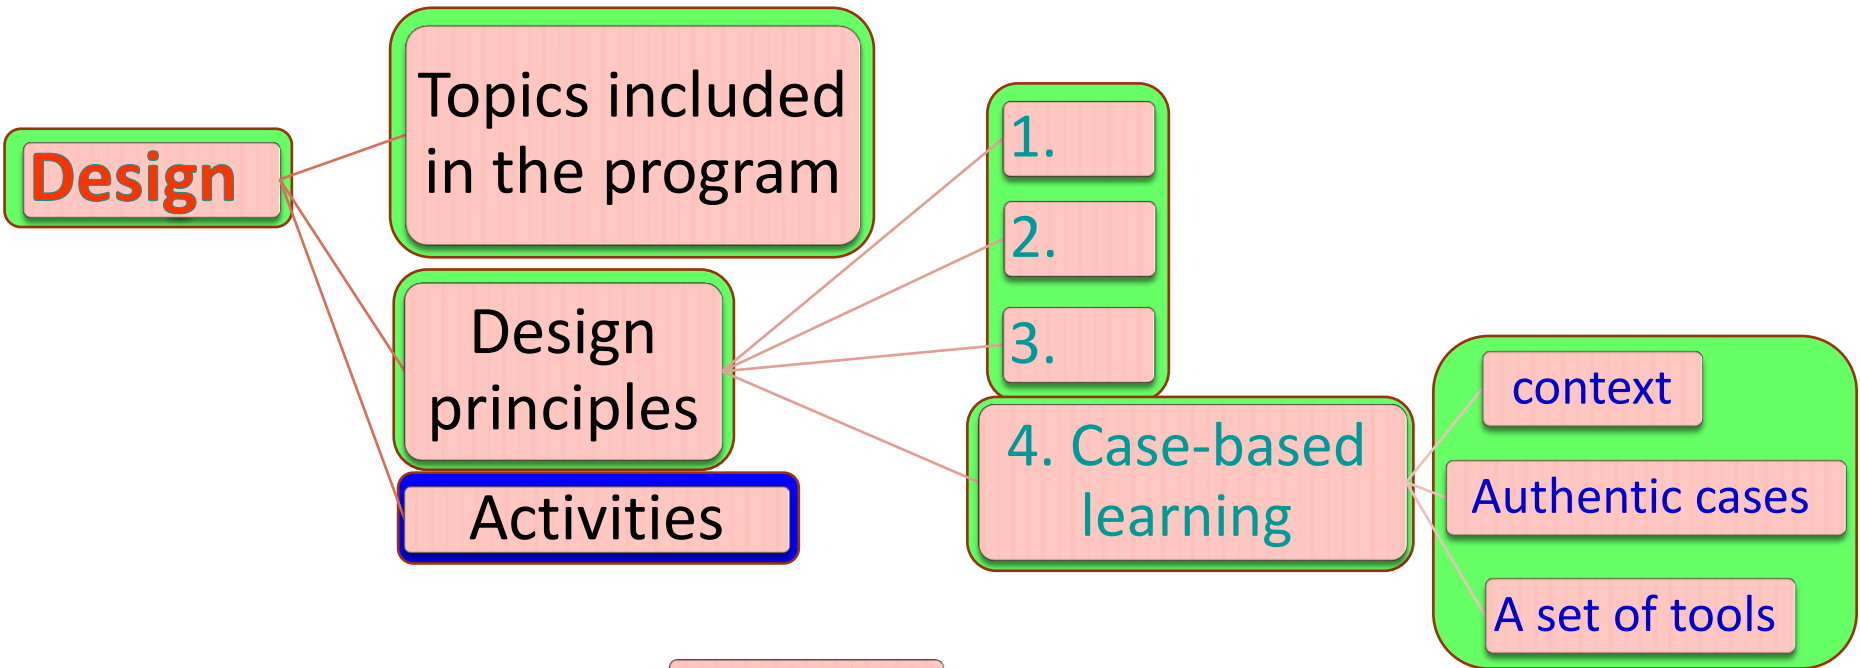 Design
Topics included
in the program
Design
principles
Activities
1.
2.
3.
4. Case-based
learning
context
Authentic cases
A set of tools